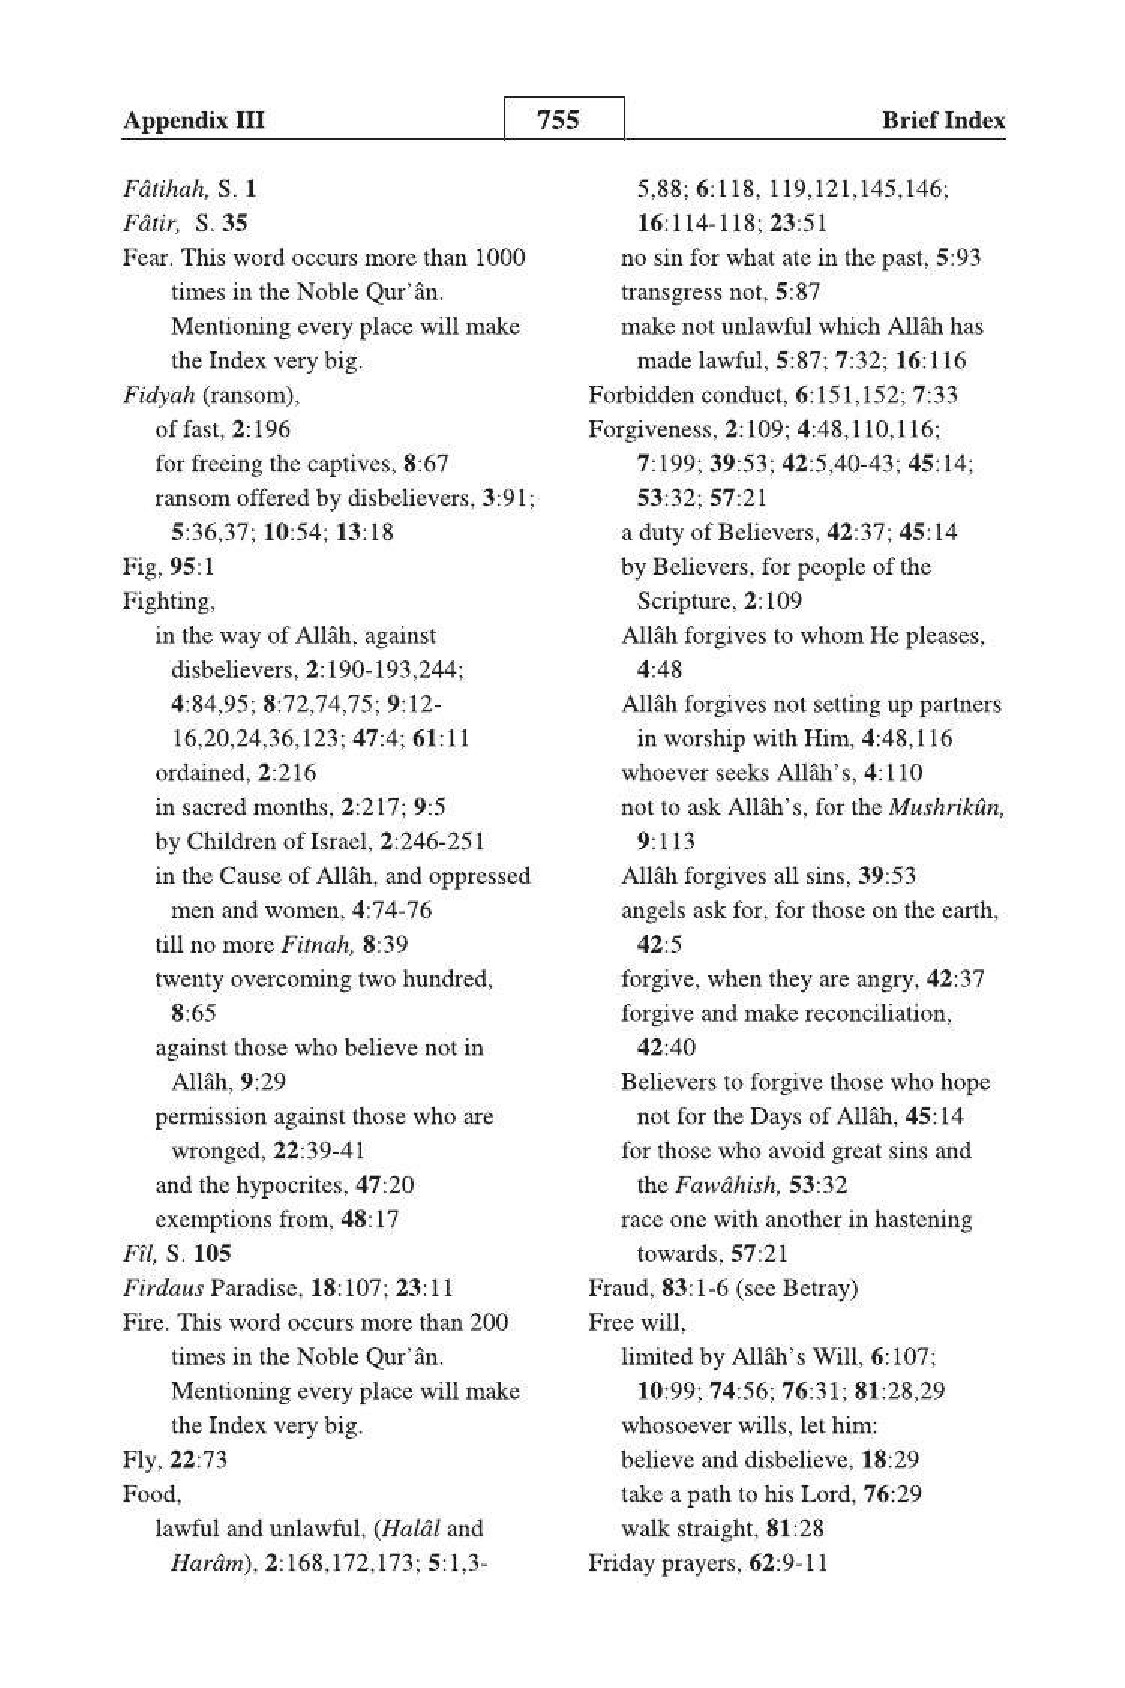 Appendix III 755 Brief Index
Fâtihah, S. 1
Fâtir, S. 35
Fear. This word occurs more than 1000
times in the Noble Qur'ân.
Mentioning every place will make
the Index very big.
Fidyah (ransom),
of fast, 2:196
for freeing the captives, 8:67
ransom offered by disbelievers, 3:91;
5:36,37; 10:54; 13:18
Fig, 95:1
Fighting,
in the way of Allâh, against
disbelievers, 2:190-193,244;
4:84,95; 8:72,74,75; 9:12-
16,20,24,36,123; 47:4; 61:11
ordained, 2:216
in sacred months, 2:217; 9:5
by Children of Israel, 2:246-251
in the Cause of Allâh, and oppressed
men and women, 4:74-76
till no more Fitnah, 8:39
twenty overcoming two hundred,
8:65
against those who believe not in
Allâh, 9:29
permission against those who are
wronged, 22:39-41
and the hypocrites, 47:20
exemptions from, 48:17
Fîl, S. 105
Firdaus Paradise, 18:107; 23:11
Fire. This word occurs more than 200
times in the Noble Qur'ân.
Mentioning every place will make
the Index very big.
Fly, 22:73
Food,
lawful and unlawful, (Halâl and
Harâm), 2:168,172,173; 5:1,3-
5,88; 6:118, 119,121,145,146;
16:114-118; 23:51
no sin for what ate in the past, 5:93
transgress not, 5:87
make not unlawful which Allâh has
made lawful, 5:87; 7:32; 16:116
Forbidden conduct, 6:151,152; 7:33
Forgiveness, 2:109; 4:48,110,116;
7:199; 39:53; 42:5,40-43; 45:14;
53:32; 57:21
a duty of Believers, 42:37; 45:14
by Believers, for people of the
Scripture, 2:109
Allâh forgives to whom He pleases,
4:48
Allâh forgives not setting up partners
in worship with Him, 4:48,116
whoever seeks Allâh's, 4:110
not to ask Allâh's, for the Mushrikûn,
9:113
Allâh forgives all sins, 39:53
angels ask for, for those on the earth,
42:5
forgive, when they are angry, 42:37
forgive and make reconciliation,
42:40
Believers to forgive those who hope
not for the Days of Allâh, 45:14
for those who avoid great sins and
the Fawâhish, 53:32
race one with another in hastening
towards, 57:21
Fraud, 83:1-6 (see Betray)
Free will,
limited by Allâh's Will, 6:107;
10:99; 74:56; 76:31; 81:28,29
whosoever wills, let him:
believe and disbelieve, 18:29
take a path to his Lord, 76:29
walk straight, 81:28
Friday prayers, 62:9-11